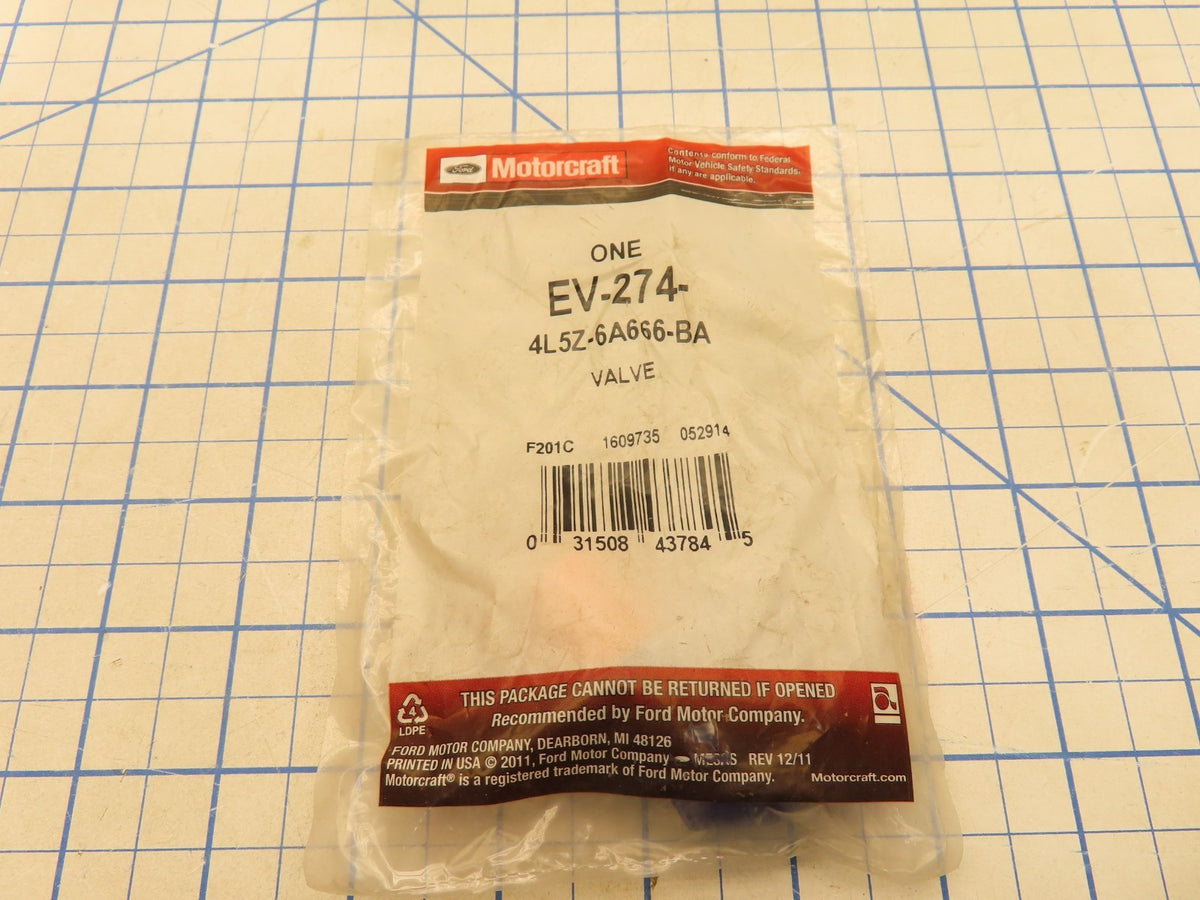 Ford
Motorcraft
Contents conform to Federal
Motor Vehicle Safety Standards,
if any are applicable.
ONE
EV-274-
4L5Z-6A666-BA
VALVE
F201C 1609735 052914
0 31508 43784 5
4
LDPE
THIS PACKAGE CANNOT BE RETURNED IF OPENED
Recommended by Ford Motor Company.
FORD MOTOR COMPANY, DEARBORN, MI 48126
PRINTED IN USA © 2011, Ford Motor Company REV 12/11
Motorcraft® is a registered trademark of Ford Motor Company.
Motorcraft.com